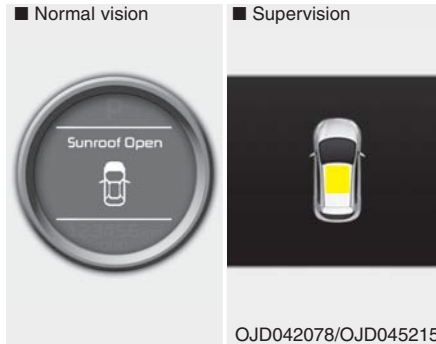 ■ Normal vision
■ Supervision
Sunroof Open
OJD042078/OJD045215